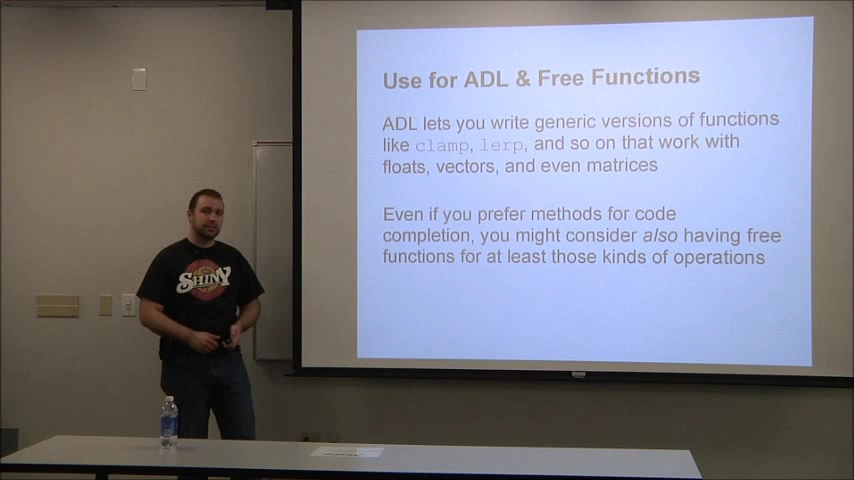 Use for ADL & Free Functions
ADL lets you write generic versions of functions
like clamp, lerp, and so on that work with
floats, vectors, and even matrices
Even if you prefer methods for code
completion, you might consider also having free
functions for at least those kinds of operations
SHINY